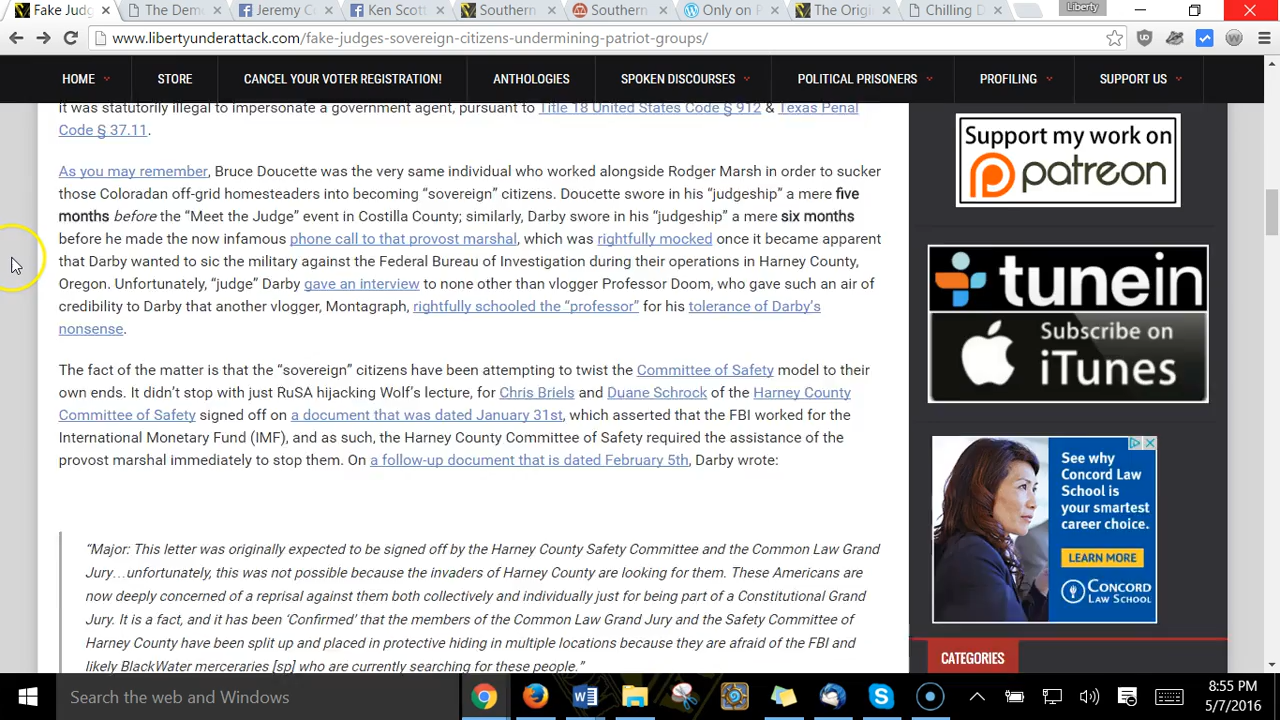 Fake Judg
The Dem
Jeremy C
Ken Scott
Southern
Southern
Only on P
The Origi
Chilling D
Liberty
www.libertyunderattack.com/fake-judges-sovereign-citizens-undermining-patriot-groups/
HOME
STORE
CANCEL YOUR VOTER REGISTRATION!
ANTHOLOGIES
SPOKEN DISCOURSES
POLITICAL PRISONERS
PROFILING
SUPPORT US
it was statutorily illegal to impersonate a government agent, pursuant to Title 18 United States Code § 912 & Texas Penal
Code § 37.11.
As you may remember, Bruce Doucette was the very same individual who worked alongside Rodger Marsh in order to sucker
those Coloradan off-grid homesteaders into becoming “sovereign” citizens. Doucette swore in his “judgeship” a mere five
months before the “Meet the Judge” event in Costilla County; similarly, Darby swore in his “judgeship” a mere six months
before he made the now infamous phone call to that provost marshal, which was rightfully mocked once it became apparent
that Darby wanted to sic the military against the Federal Bureau of Investigation during their operations in Harney County,
Oregon. Unfortunately, “judge” Darby gave an interview to none other than vlogger Professor Doom, who gave such an air of
credibility to Darby that another vlogger, Montagraph, rightfully schooled the “professor” for his tolerance of Darby’s
nonsense.
The fact of the matter is that the “sovereign” citizens have been attempting to twist the Committee of Safety model to their
own ends. It didn’t stop with just RuSA hijacking Wolf’s lecture, for Chris Briels and Duane Schrock of the Harney County
Committee of Safety signed off on a document that was dated January 31st, which asserted that the FBI worked for the
International Monetary Fund (IMF), and as such, the Harney County Committee of Safety required the assistance of the
provost marshal immediately to stop them. On a follow-up document that is dated February 5th, Darby wrote:
“Major: This letter was originally expected to be signed off by the Harney County Safety Committee and the Common Law Grand
Jury…unfortunately, this was not possible because the invaders of Harney County are looking for them. These Americans are
now deeply concerned of a reprisal against them both collectively and individually just for being part of a Constitutional Grand
Jury. It is a fact, and it has been ‘Confirmed’ that the members of the Common Law Grand Jury and the Safety Committee of
Harney County have been split up and placed in protective hiding in multiple locations because they are afraid of the FBI and
likely BlackWater merceraries [sp] who are currently searching for these people.”
Support my work on
patreon
tunein
Subscribe on
iTunes
See why
Concord Law
School is
your smartest
career choice.
LEARN MORE
CONCORD
LAW SCHOOL
CATEGORIES
Search the web and Windows
8:55 PM
5/7/2016